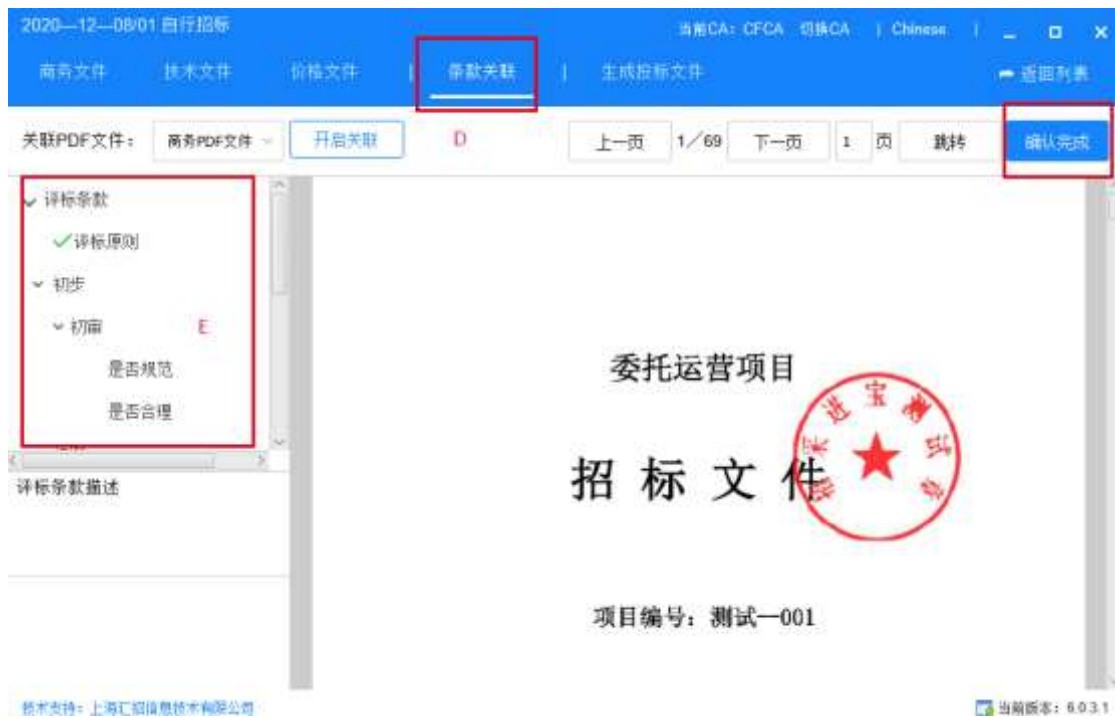 2020—12—08/01 自行招标
当前CA: CFCA 切换CA | Chinese |
商务文件 技术文件 价格文件 | 条款关联 | 生成投标文件 返回列表
关联PDF文件: 商务PDF文件 开启关联 D 上一页 1/69 下一页 1 页 跳转 确认完成
评标条款
评标原则
初步
初审 E
是否规范
是否合理
评标条款描述
委托运营项目
招标文件
采进宝测试章
项目编号: 测试—001
技术支持: 上海汇招信息技术有限公司
当前版本: 6.0.3.1